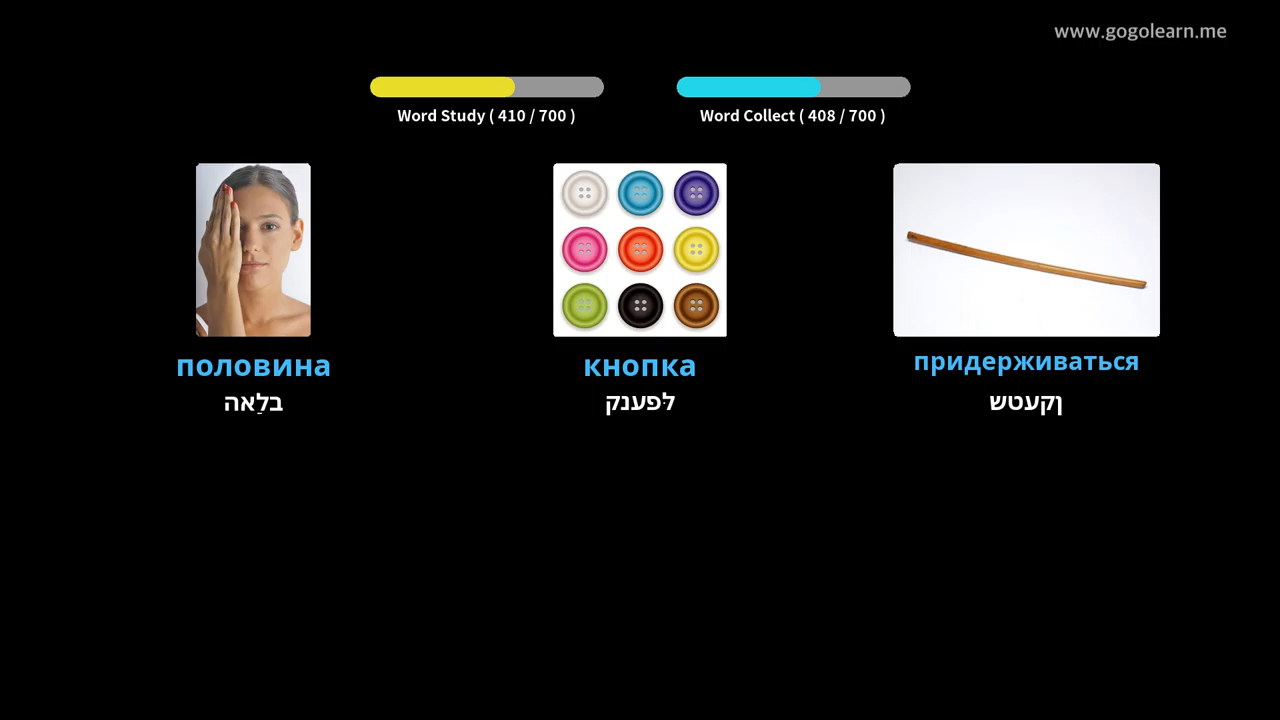 www.gogolearn.me
Word Study ( 410 / 700 )
Word Collect ( 408 / 700 )
половина
בלַאה
кнопка
לּפענק
придерживаться
ןקעטש